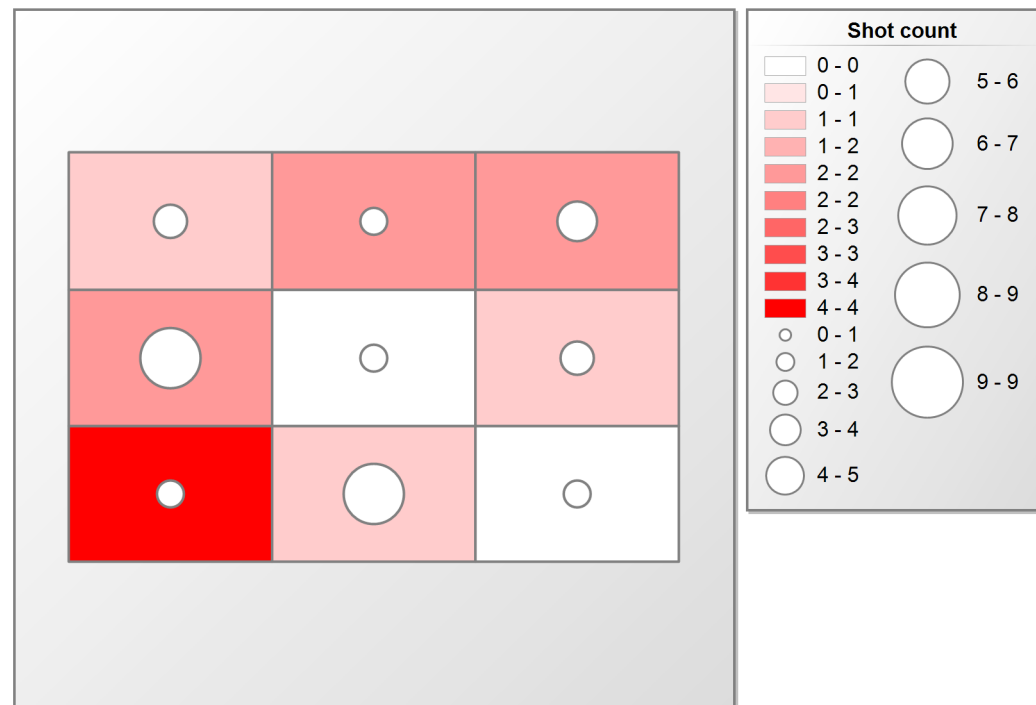 Shot count
0 - 0
0 - 1
1 - 1
1 - 2
2 - 2
2 - 2
2 - 3
3 - 3
3 - 4
4 - 4
0 - 1
1 - 2
2 - 3
3 - 4
4 - 5
5 - 6
6 - 7
7 - 8
8 - 9
9 - 9